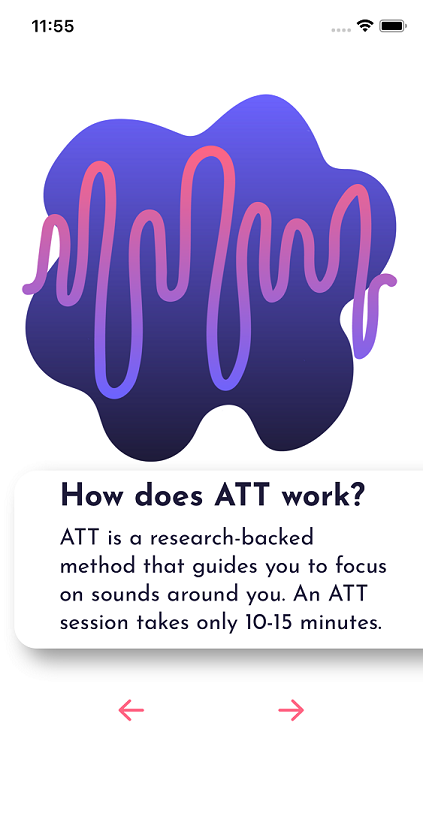 11:55
How does ATT work?
ATT is a research-backed
method that guides you to focus
on sounds around you. An ATT
session takes only 10-15 minutes.